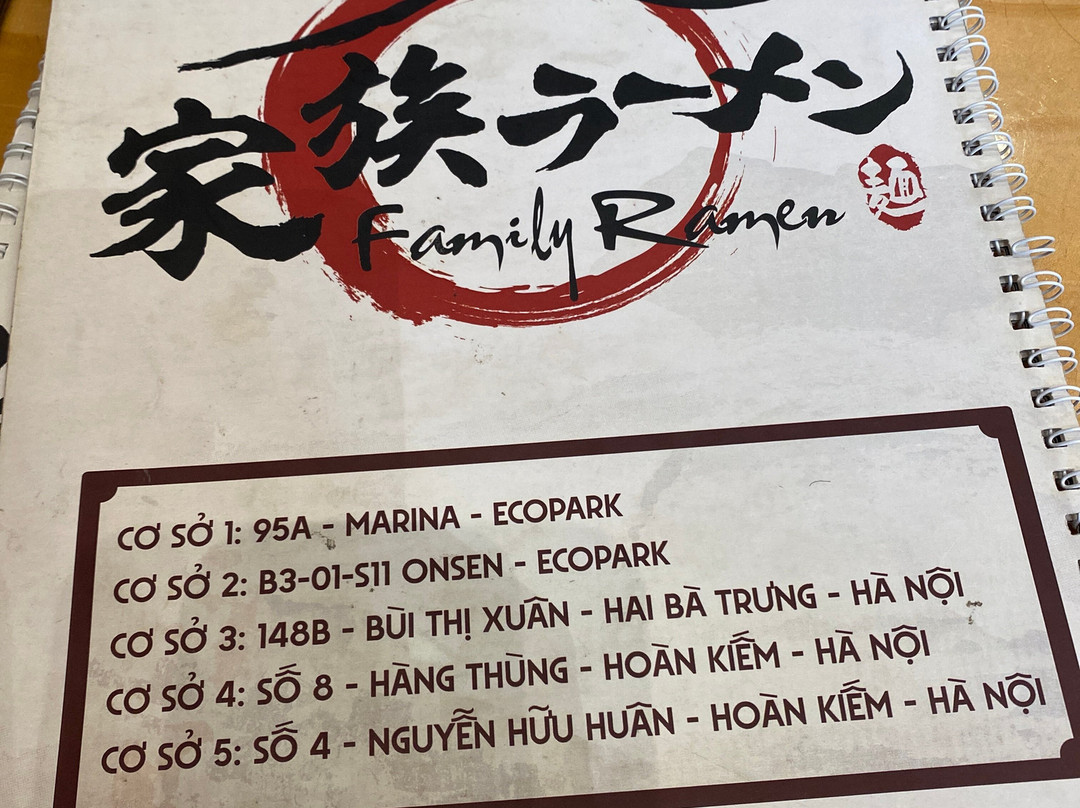 家族ラーメン
Family Ramen
麺
CƠ SỞ 1: 95A - MARINA - ECOPARK
CƠ SỞ 2: B3-01-S11 ONSEN - ECOPARK
CƠ SỞ 3: 148B - BÙI THỊ XUÂN - HAI BÀ TRƯNG - HÀ NỘI
CƠ SỞ 4: SỐ 8 - HÀNG THÙNG - HOÀN KIẾM - HÀ NỘI
CƠ SỞ 5: SỐ 4 - NGUYỄN HỮU HUÂN - HOÀN KIẾM - HÀ NỘI